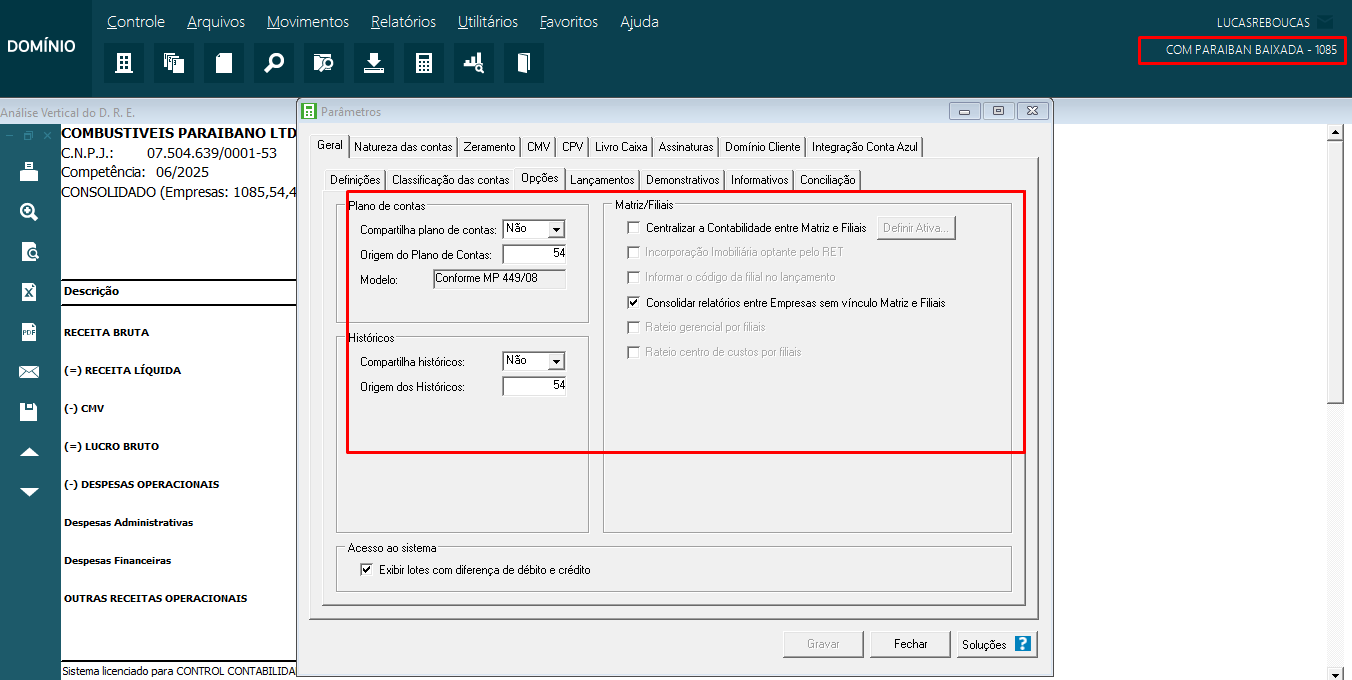 Controle Arquivos Movimentos Relatórios Utilitários Favoritos Ajuda
LUCASREBOUCAS
DOMÍNIO
COM PARAIBAN BAIXADA - 1085
Análise Vertical do D. R. E.
COMBUSTIVEIS PARAIBANO LTD
C.N.P.J.: 07.504.639/0001-53
Competência: 06/2025
CONSOLIDADO (Empresas: 1085,54,4
Descrição
RECEITA BRUTA
(=) RECEITA LÍQUIDA
(-) CMV
(=) LUCRO BRUTO
(-) DESPESAS OPERACIONAIS
Despesas Administrativas
Despesas Financeiras
OUTRAS RECEITAS OPERACIONAIS
Sistema licenciado para CONTROL CONTABILIDA
XLS
PDF
Parâmetros
Geral Natureza das contas Zeramento CMV CPV Livro Caixa Assinaturas Domínio Cliente Integração Conta Azul
Definições Classificação das contas Opções Lançamentos Demonstrativos Informativos Conciliação
Plano de contas
Compartilha plano de contas: Não
Origem do Plano de Contas: 54
Modelo: Conforme MP 449/08
Históricos
Compartilha históricos: Não
Origem dos Históricos: 54
Matriz/Filiais
Centralizar a Contabilidade entre Matriz e Filiais Definir Ativa...
Incorporação Imobiliária optante pelo RET
Informar o código da filial no lançamento
Consolidar relatórios entre Empresas sem vínculo Matriz e Filiais
Rateio gerencial por filiais
Rateio centro de custos por filiais
Acesso ao sistema
Exibir lotes com diferença de débito e crédito
Gravar Fechar Soluções ?